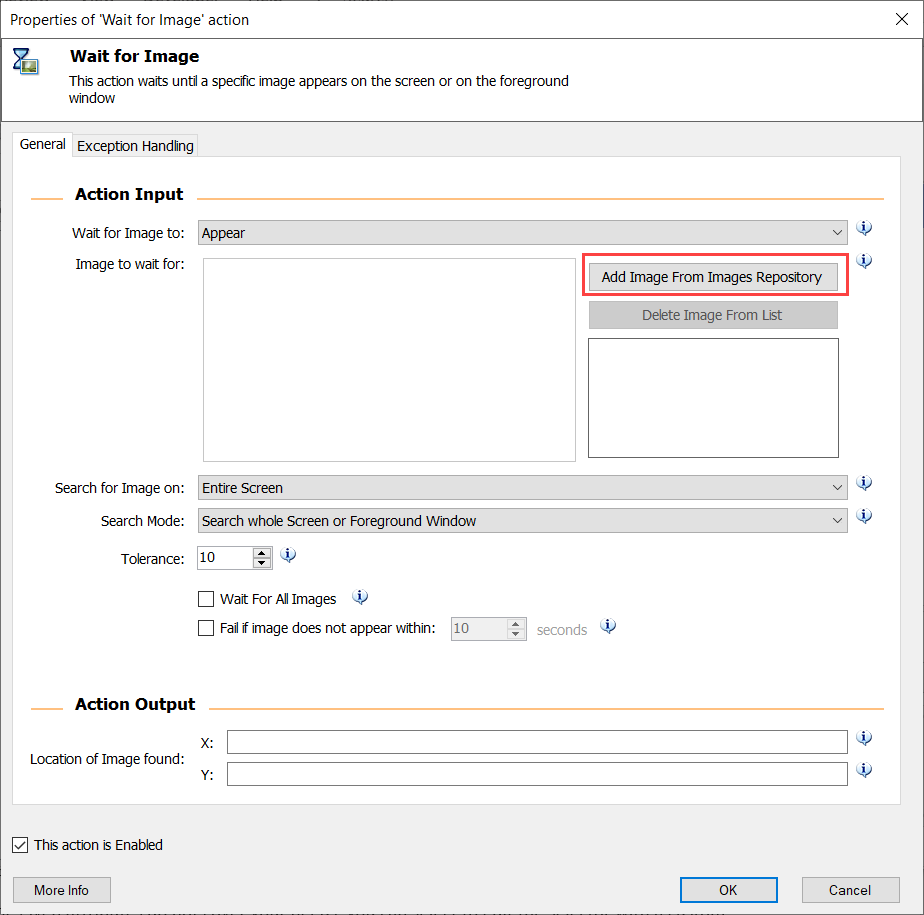 Properties of 'Wait for Image' action
Wait for Image
This action waits until a specific image appears on the screen or on the foreground
window
General
Exception Handling
Action Input
Wait for Image to: Appear
Image to wait for:
Add Image From Images Repository
Delete Image From List
Search for Image on: Entire Screen
Search Mode: Search whole Screen or Foreground Window
Tolerance: 10
Wait For All Images
Fail if image does not appear within: 10 seconds
Action Output
X:
Location of Image found:
Y:
This action is Enabled
More Info
OK
Cancel